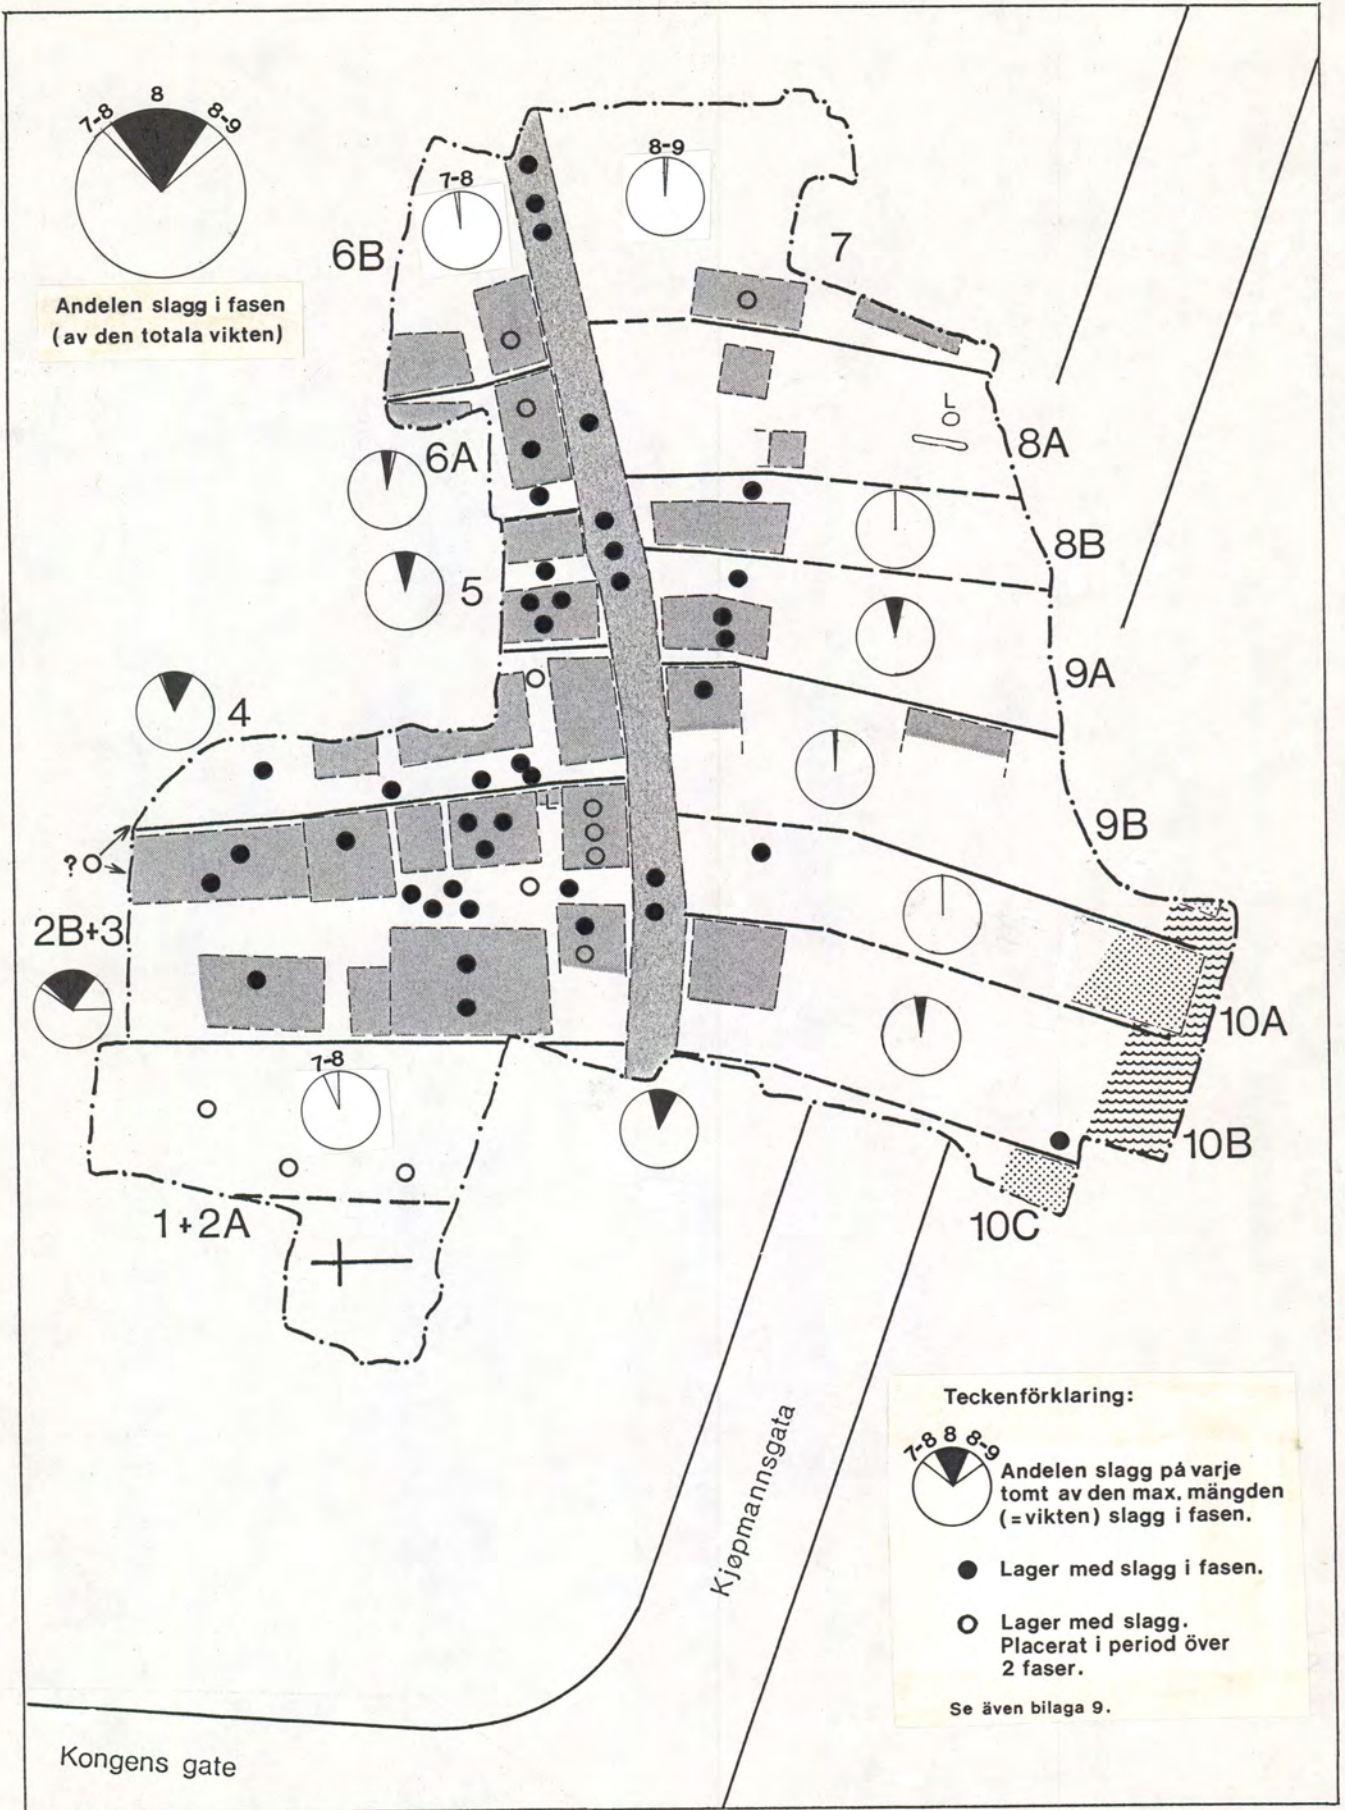 7-8 8 8-9
Andelen slagg i fasen
(av den totala vikten)
7-8
8-9
6B
7
L
6A
8A
8B
5
9A
4
9B
L
? 
2B+3
10A
7-8
10B
1+2A
10C
Kjøpmannsgata
Kongens gate
Teckenförklaring:
7-8 8 8-9
Andelen slagg på varje
tomt av den max. mängden
(=vikten) slagg i fasen.
Lager med slagg i fasen.
Lager med slagg.
Placerat i period över
2 faser.
Se även bilaga 9.